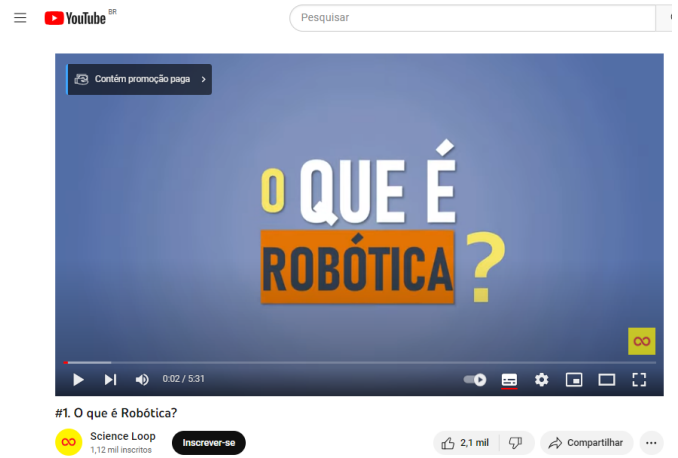 YouTube BR
Pesquisar
Contém promoção paga
O QUE É
ROBÓTICA?
0:02 / 5:31
#1. O que é Robótica?
Science Loop
1,12 mil inscritos
Inscrever-se
2,1 mil
Compartilhar